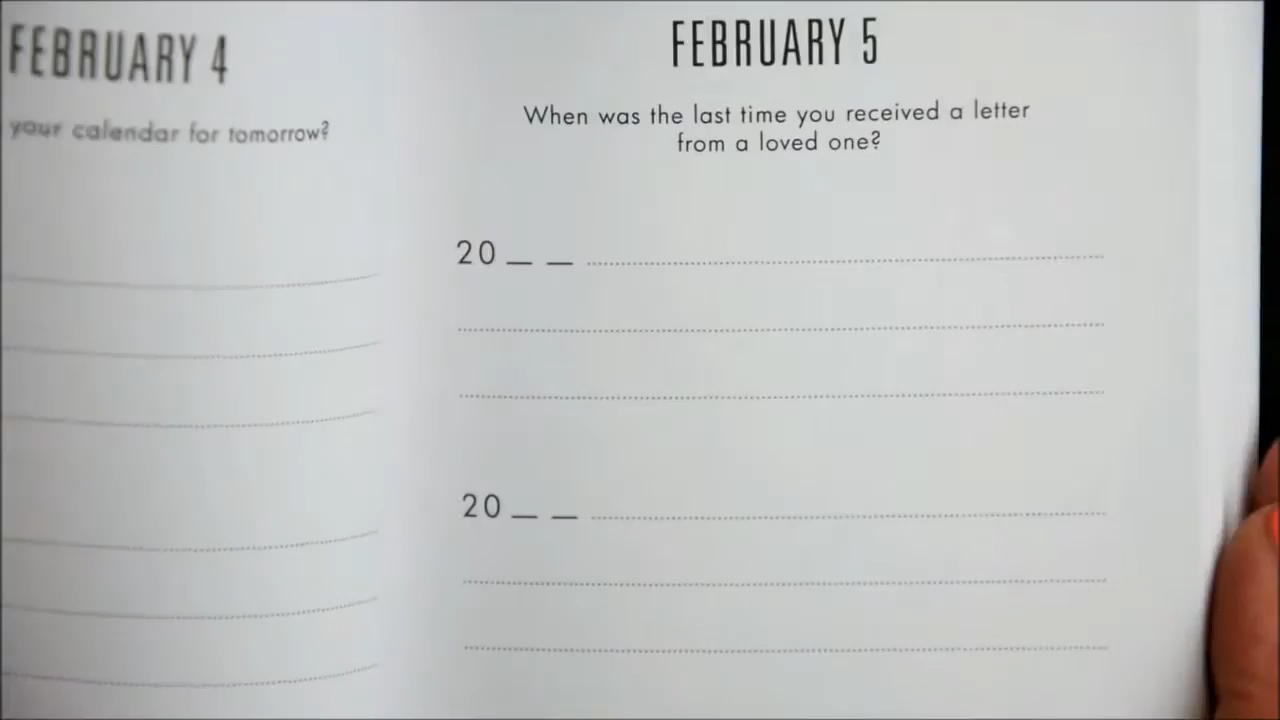 FEBRUARY 4
your calendar for tomorrow?
FEBRUARY 5
When was the last time you received a letter
from a loved one?
20 _ _
20 _ _